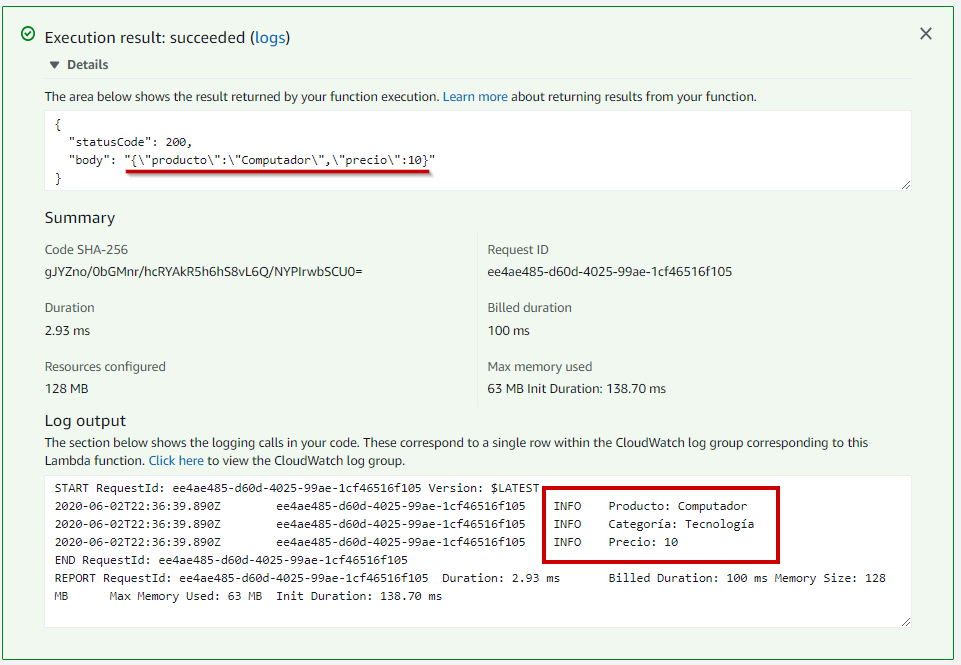 Execution result: succeeded (logs)
Details
The area below shows the result returned by your function execution. Learn more about returning results from your function.
{
  "statusCode": 200,
  "body": "{\"producto\":\"Computador\",\"precio\":10}"
}
Summary
Code SHA-256
gJYZno/0bGMnr/hcRYAkR5h6hS8vL6Q/NYPIrwbSCU0=
Request ID
ee4ae485-d60d-4025-99ae-1cf46516f105
Duration
2.93 ms
Billed duration
100 ms
Resources configured
128 MB
Max memory used
63 MB Init Duration: 138.70 ms
Log output
The section below shows the logging calls in your code. These correspond to a single row within the CloudWatch log group corresponding to this
Lambda function. Click here to view the CloudWatch log group.
START RequestId: ee4ae485-d60d-4025-99ae-1cf46516f105 Version: $LATEST
2020-06-02T22:36:39.890Z ee4ae485-d60d-4025-99ae-1cf46516f105 INFO Producto: Computador
2020-06-02T22:36:39.890Z ee4ae485-d60d-4025-99ae-1cf46516f105 INFO Categoría: Tecnología
2020-06-02T22:36:39.890Z ee4ae485-d60d-4025-99ae-1cf46516f105 INFO Precio: 10
END RequestId: ee4ae485-d60d-4025-99ae-1cf46516f105
REPORT RequestId: ee4ae485-d60d-4025-99ae-1cf46516f105 Duration: 2.93 ms Billed Duration: 100 ms Memory Size: 128
MB Max Memory Used: 63 MB Init Duration: 138.70 ms